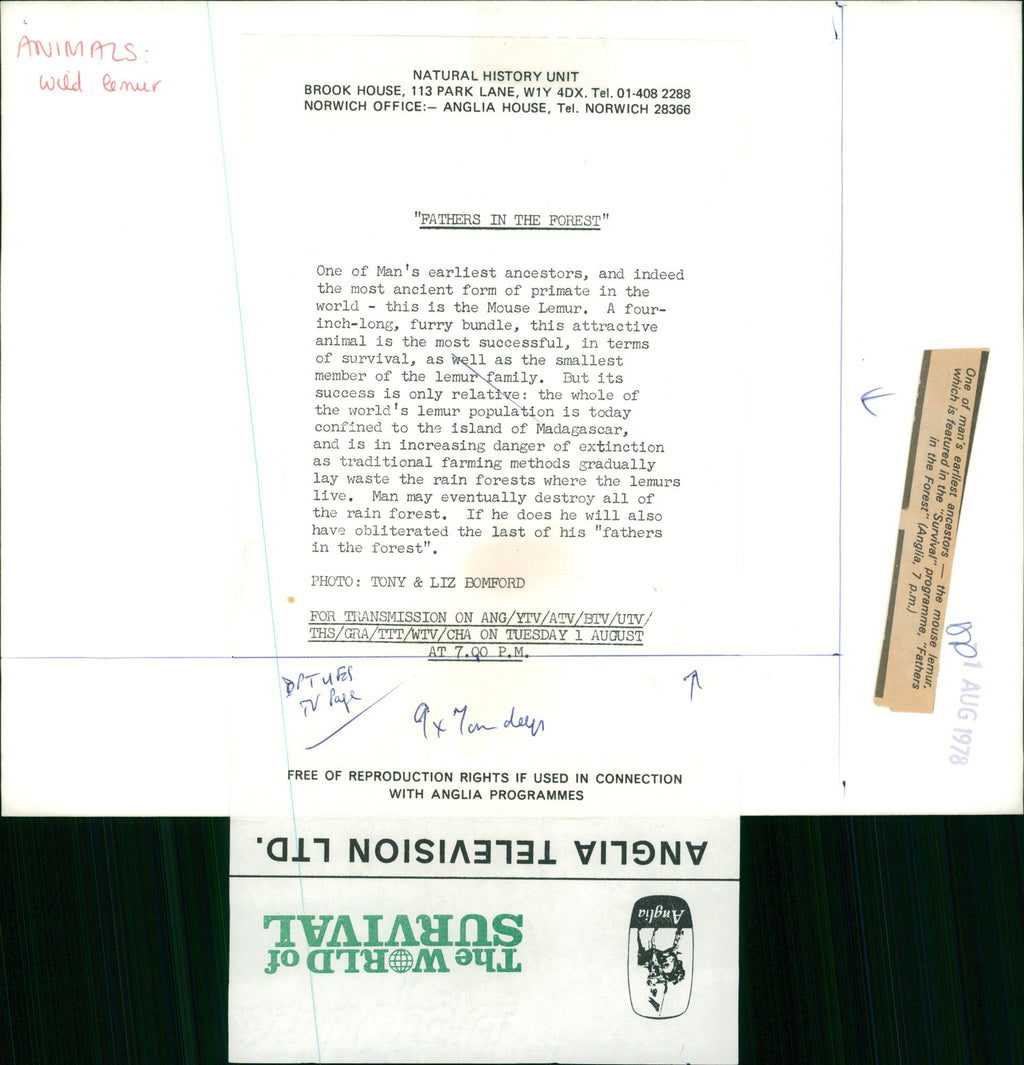 ANIMALS:
Wild lemur
NATURAL HISTORY UNIT
BROOK HOUSE, 113 PARK LANE, W1Y 4DX. Tel. 01-408 2288
NORWICH OFFICE:— ANGLIA HOUSE, Tel. NORWICH 28366
"FATHERS IN THE FOREST"
One of Man's earliest ancestors, and indeed
the most ancient form of primate in the
world - this is the Mouse Lemur. A four-
inch-long, furry bundle, this attractive
animal is the most successful, in terms
of survival, as well as the smallest
member of the lemur family. But its
success is only relative: the whole of
the world's lemur population is today
confined to the island of Madagascar,
and is in increasing danger of extinction
as traditional farming methods gradually
lay waste the rain forests where the lemurs
live. Man may eventually destroy all of
the rain forest. If he does he will also
have obliterated the last of his "fathers
in the forest".
PHOTO: TONY & LIZ BOMFORD
FOR TRANSMISSION ON ANG/YTV/ATV/BTV/UTV/
THS/GRA/TTT/WTV/CHA ON TUESDAY 1 AUGUST
AT 7.00 P.M.
TV Page
9 x 7cm
FREE OF REPRODUCTION RIGHTS IF USED IN CONNECTION
WITH ANGLIA PROGRAMMES
One of man's earliest ancestors — the mouse lemur,
which is featured in the "Survival" programme, "Fathers
in the Forest" (Anglia, 7 p.m.)
1 AUG 1978
ANGLIA TELEVISION LTD.
Anglia
The WORLD of
SURVIVAL